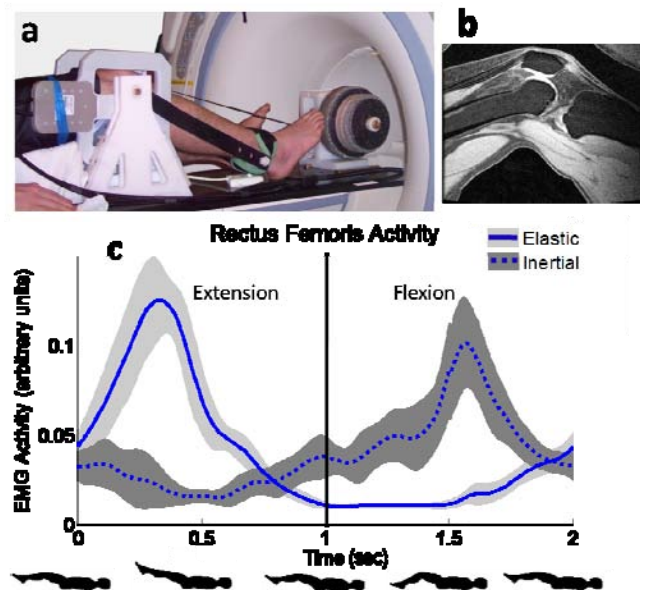 a
b
c
Rectus Femoris Activity
Elastic
Inertial
Extension
Flexion
EMG Activity (arbitrary units)
0.1
0.05
0
0 0.5 1 1.5 2
Time (sec)